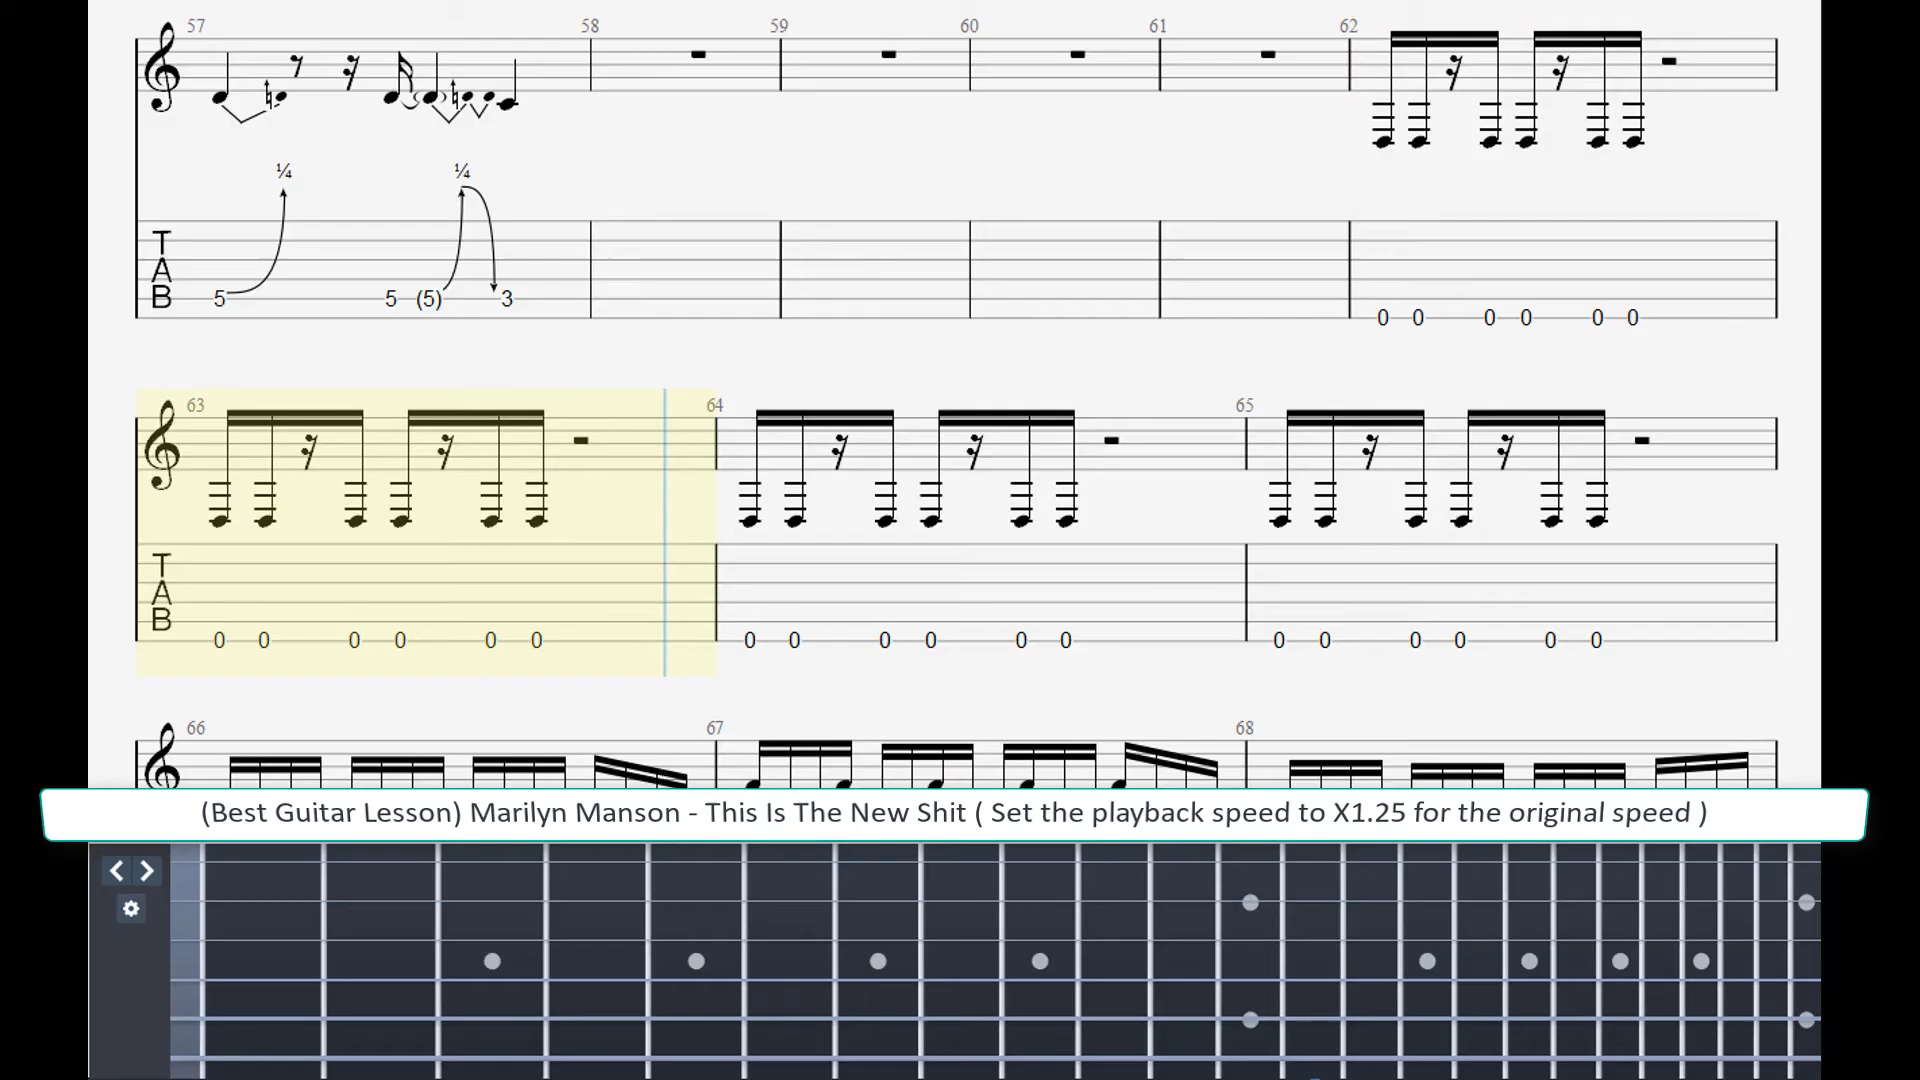 57 58 59 60 61 62
¼ ¼
T
A
B
5 5 (5) 3
0 0 0 0 0 0
63 64 65
T
A
B
0 0 0 0 0 0 0 0 0 0 0 0 0 0 0 0 0 0
66 67 68
(Best Guitar Lesson) Marilyn Manson - This Is The New Shit ( Set the playback speed to X1.25 for the original speed )